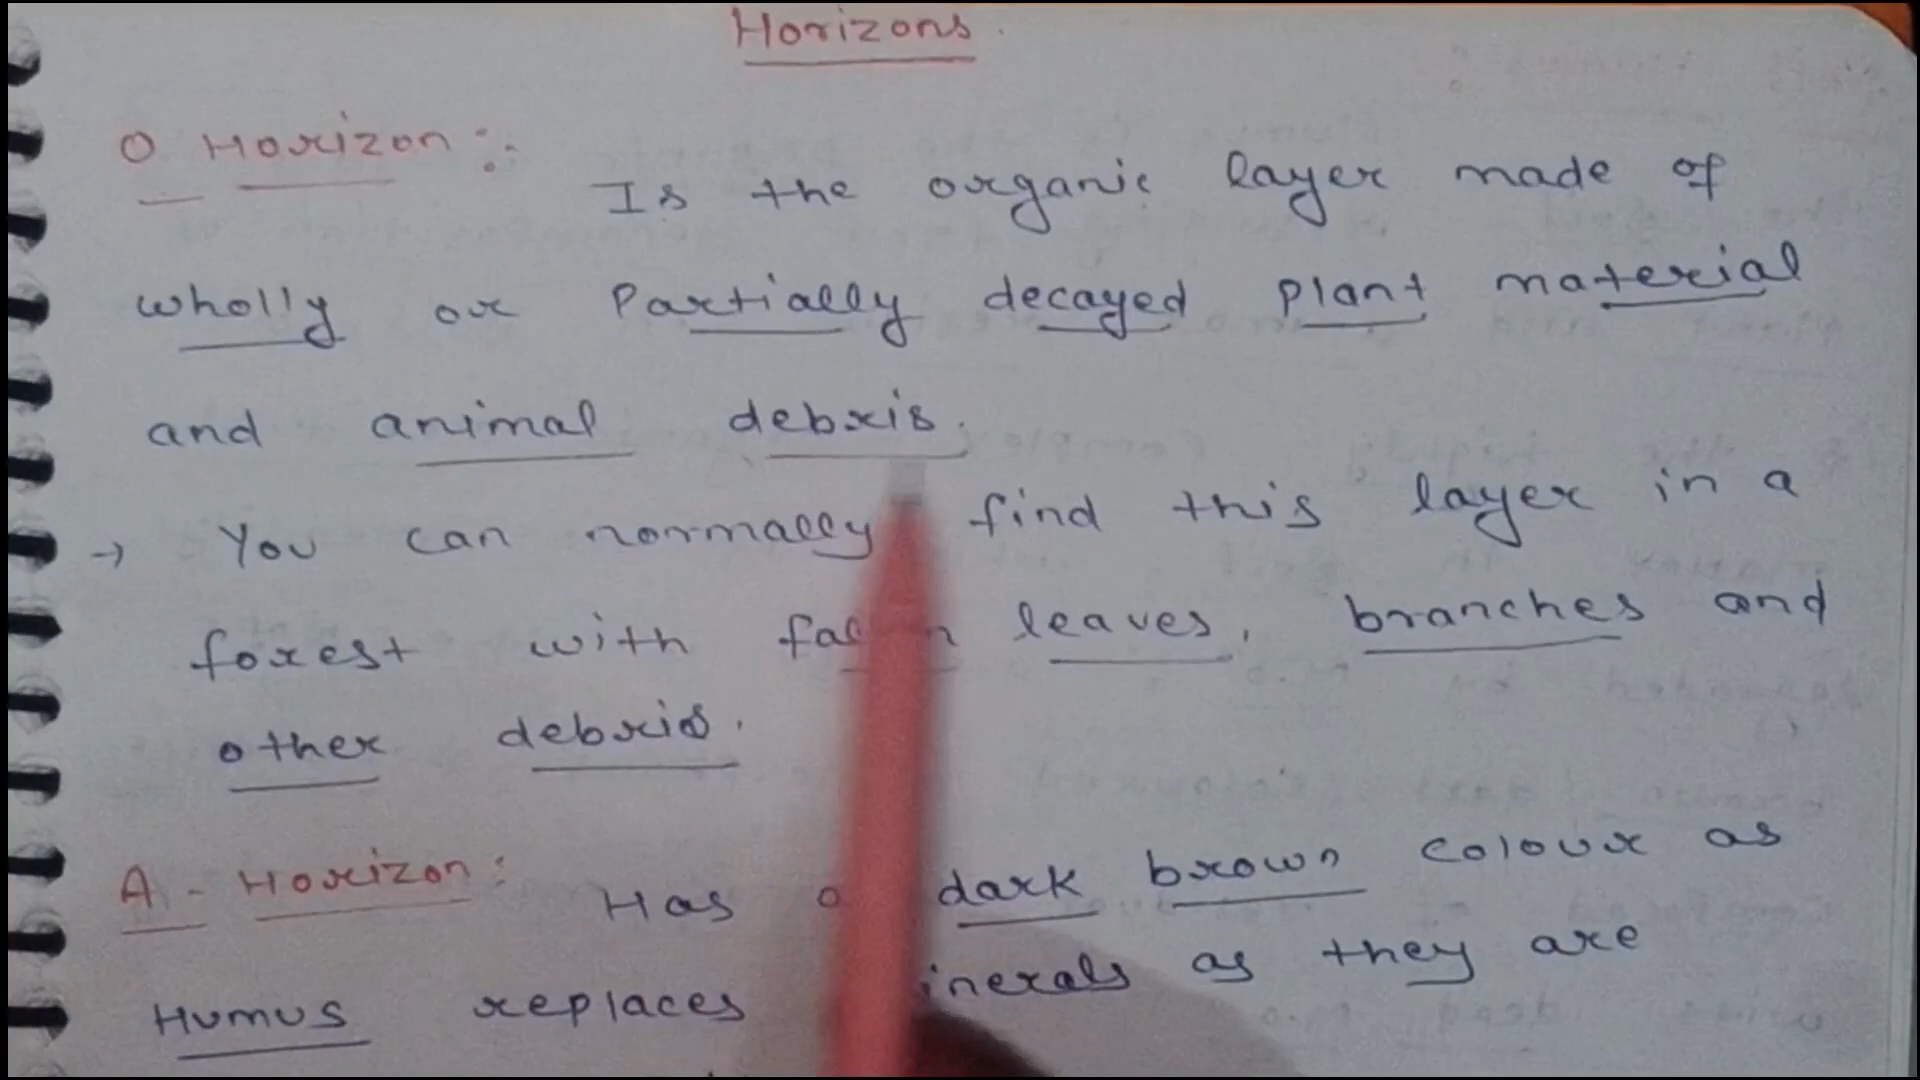 Horizons.
O Horizon:- Is the organic layer made of
wholly or Partially decayed plant material
and animal debris.
→ You can normally find this layer in a
forest with leaves, branches and
other debris.
A - Horizon: Has a dark brown colour as
Humus replaces as they are